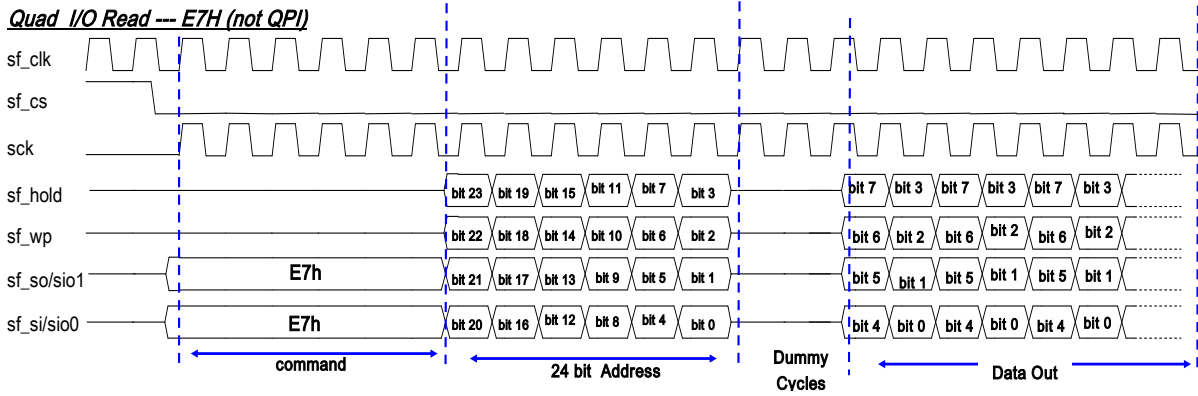 Quad I/O Read --- E7H (not QPI)
sf_clk
sf_cs
sck
sf_hold bit 23 bit 19 bit 15 bit 11 bit 7 bit 3 bit 7 bit 3 bit 7 bit 3 bit 7 bit 3
sf_wp bit 22 bit 18 bit 14 bit 10 bit 6 bit 2 bit 6 bit 2 bit 6 bit 2 bit 6 bit 2
sf_so/sio1 E7h bit 21 bit 17 bit 13 bit 9 bit 5 bit 1 bit 5 bit 1 bit 5 bit 1 bit 5 bit 1
sf_si/sio0 E7h bit 20 bit 16 bit 12 bit 8 bit 4 bit 0 bit 4 bit 0 bit 4 bit 0 bit 4 bit 0
command
24 bit Address
Dummy
Cycles
Data Out